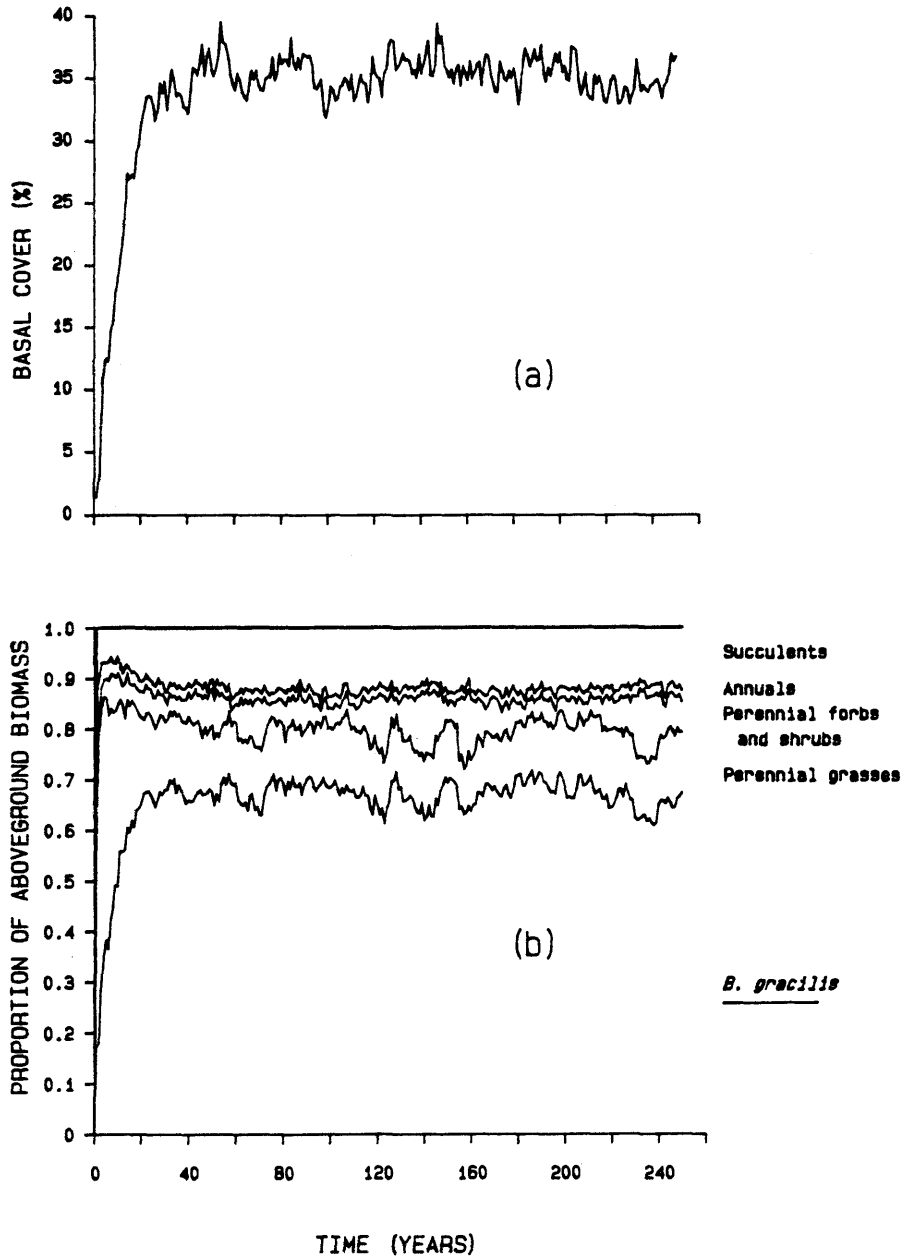 40
35
30
25
20
15
10
5
0
BASAL COVER (%)
(a)
1.0
0.9
0.8
0.7
0.6
0.5
0.4
0.3
0.2
0.1
0
PROPORTION OF ABOVEGROUND BIOMASS
Succulents
Annuals
Perennial forbs
and shrubs
Perennial grasses
(b)
B. gracilis
0 40 80 120 160 200 240
TIME (YEARS)